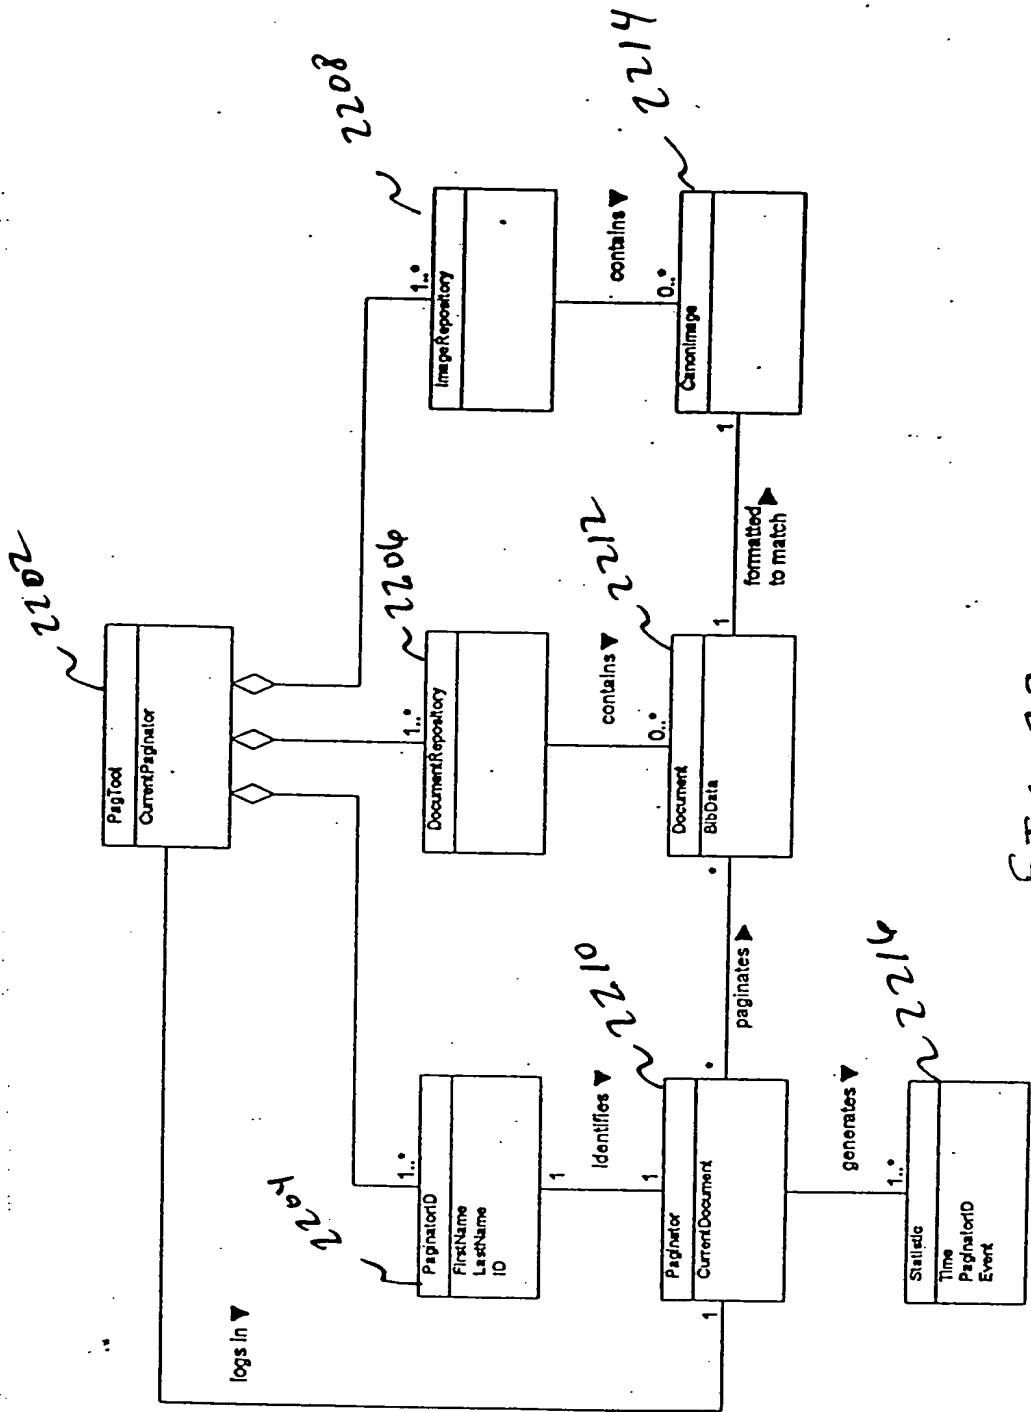 2202
PagTool
CurrentPaginator
logs in ▼
2204
1..*
PaginatorID
FirstName
LastName
ID
2206
1..*
DocumentRepository
2208
1..*
ImageRepository
1
identifies ▼
1
contains ▼
0..*
contains ▼
0..*
2210
1
Paginator
CurrentDocument
*
paginates ▶
*
2212
Document
BibData
1
formatted
to match ▶
1
2214
CanonImage
generates ▼
1..*
2216
Statistic
Time
PaginatorID
Event